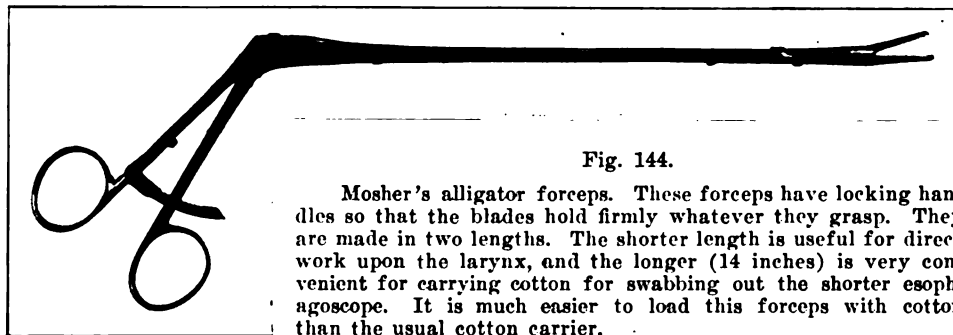 Fig. 144.
Mosher's alligator forceps. These forceps have locking han
dles so that the blades hold firmly whatever they grasp. They
are made in two lengths. The shorter length is useful for direc
work upon the larynx, and the longer (14 inches) is very con
venient for carrying cotton for swabbing out the shorter esoph
agoscope. It is much easier to load this forceps with cotto
than the usual cotton carrier.